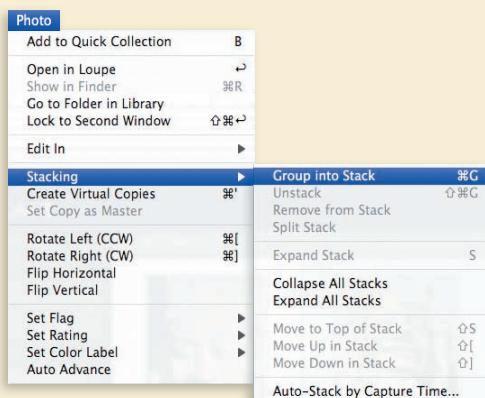 Photo
Add to Quick Collection B
Open in Loupe ↩
Show in Finder ⌘R
Go to Folder in Library
Lock to Second Window ⇧⌘↩
Edit In ▶
Stacking ▶
Create Virtual Copies ⌘'
Set Copy as Master
Rotate Left (CCW) ⌘[
Rotate Right (CW) ⌘]
Flip Horizontal
Flip Vertical
Set Flag ▶
Set Rating ▶
Set Color Label ▶
Auto Advance
Group into Stack ⌘G
Unstack ⇧⌘G
Remove from Stack
Split Stack
Expand Stack S
Collapse All Stacks
Expand All Stacks
Move to Top of Stack ⇧S
Move Up in Stack ⇧[
Move Down in Stack ⇧]
Auto-Stack by Capture Time...